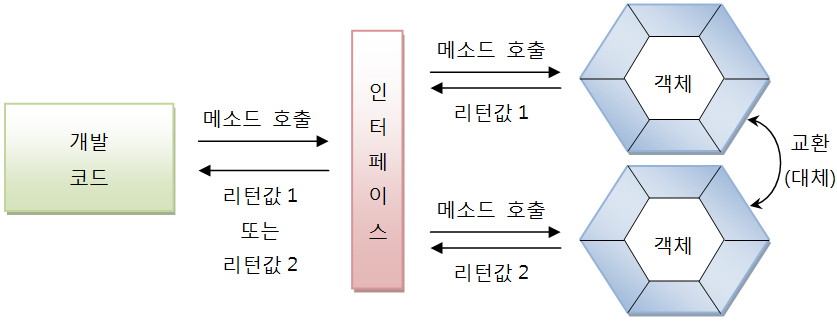 개발
코드
메소드 호출
리턴값 1
또는
리턴값 2
인
터
페
이
스
메소드 호출
리턴값 1
객체
교환
(대체)
메소드 호출
리턴값 2
객체